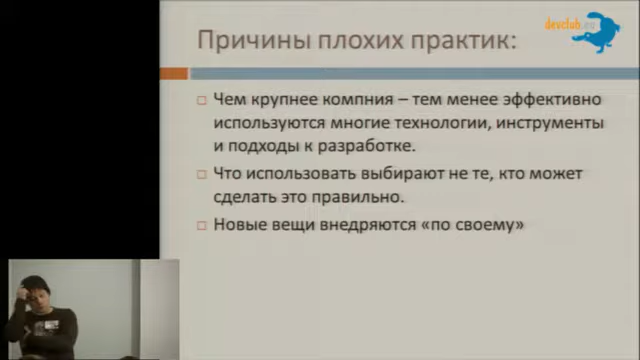 devclub.eu
Причины плохих практик:
Чем крупнее компния – тем менее эффективно
используются многие технологии, инструменты
и подходы к разработке.
Что использовать выбирают не те, кто может
сделать это правильно.
Новые вещи внедряются «по своему»